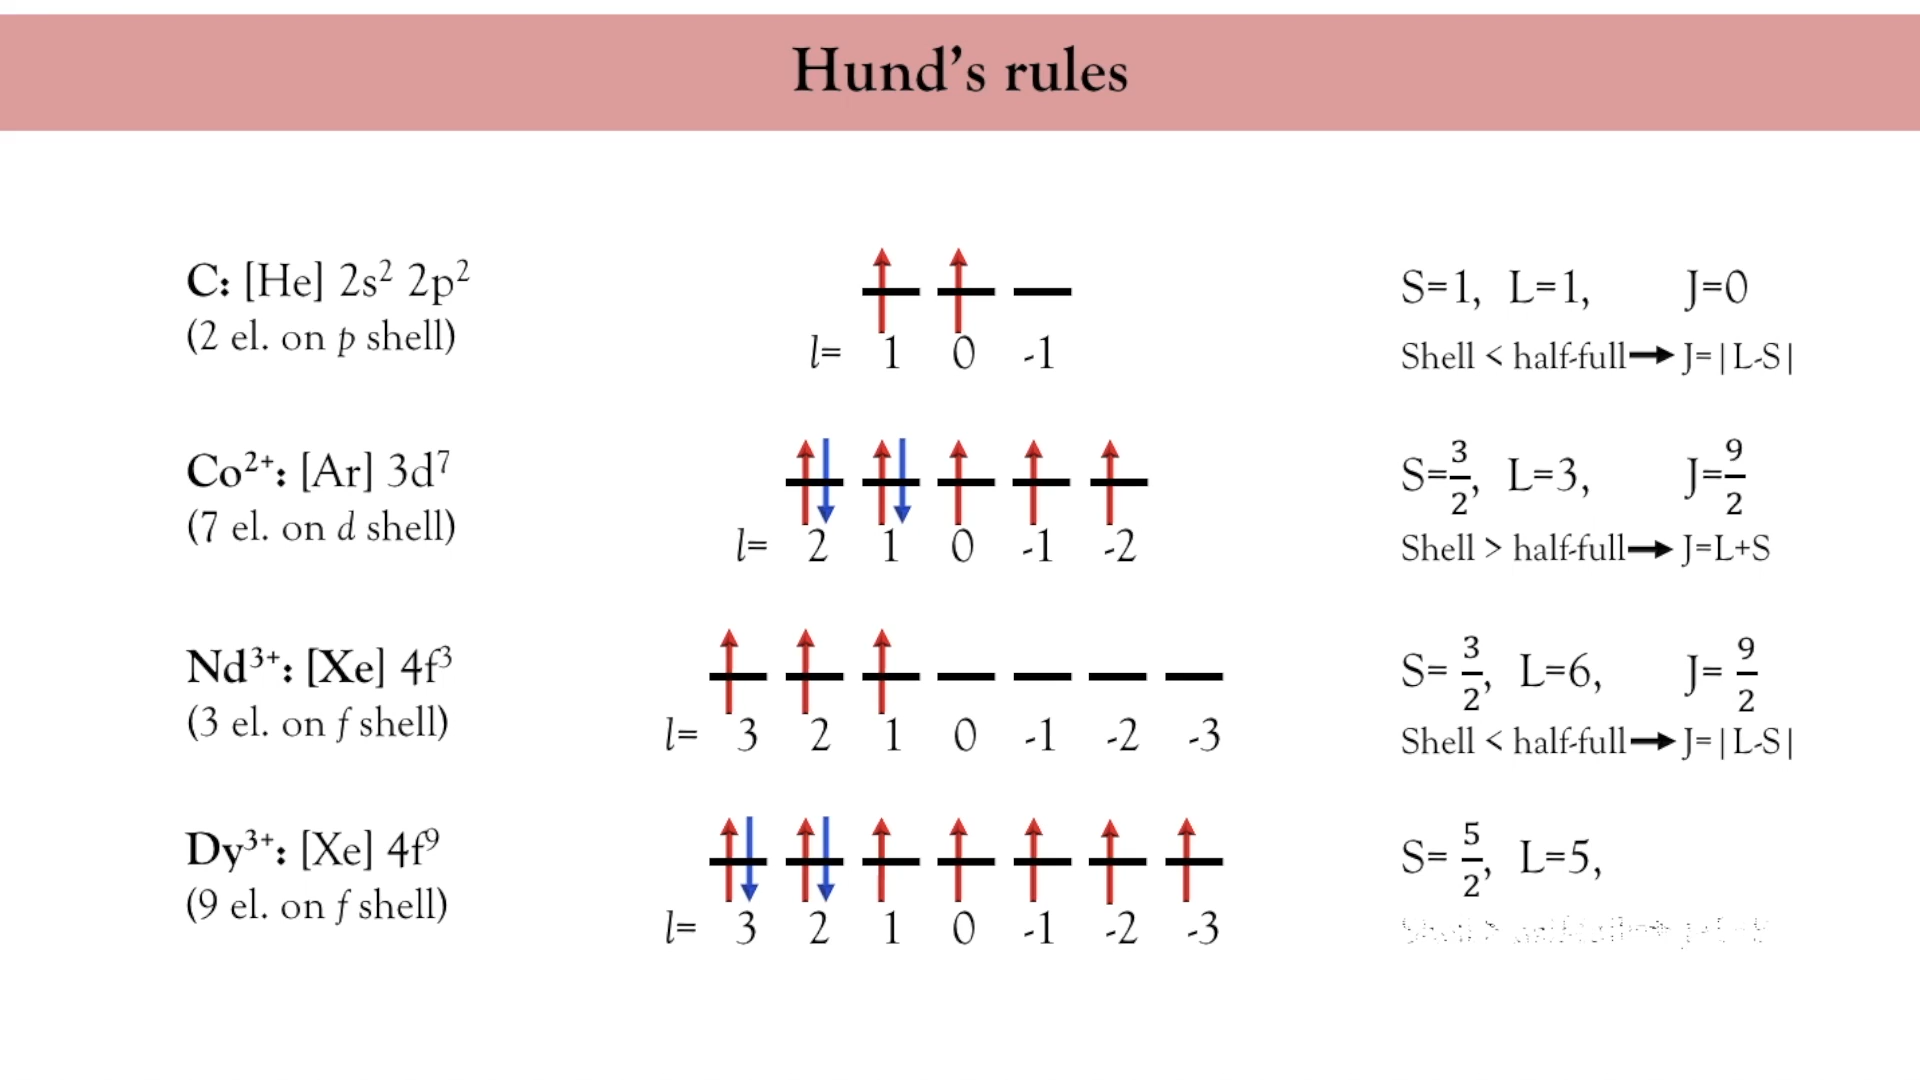 Hund's rules
C: [He] 2s² 2p²
(2 el. on p shell)
l= 1 0 -1
S=1, L=1, J=0
Shell < half-full➞J=|L-S|
Co²⁺: [Ar] 3d⁷
(7 el. on d shell)
l= 2 1 0 -1 -2
S=3/2, L=3, J=9/2
Shell > half-full➞J=L+S
Nd³⁺: [Xe] 4f³
(3 el. on f shell)
l= 3 2 1 0 -1 -2 -3
S= 3/2, L=6, J= 9/2
Shell < half-full➞J=|L-S|
Dy³⁺: [Xe] 4f⁹
(9 el. on f shell)
l= 3 2 1 0 -1 -2 -3
S= 5/2, L=5,